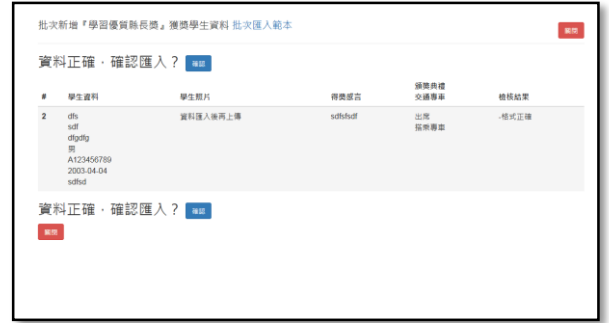 批次新增『學習優質縣長獎』獲獎學生資料 批次匯入範本
關閉
資料正確，確認匯入？ 確認
# 學生資料 學生照片 得獎感言 頒獎典禮 交通專車 檢核結果
2 dfs 資料匯入後再上傳 sdfsfsdf 出席 -格式正確
sdf 搭乘專車
dfgdfg
男
A123456789
2003-04-04
sdfsd
資料正確，確認匯入？ 確認
關閉